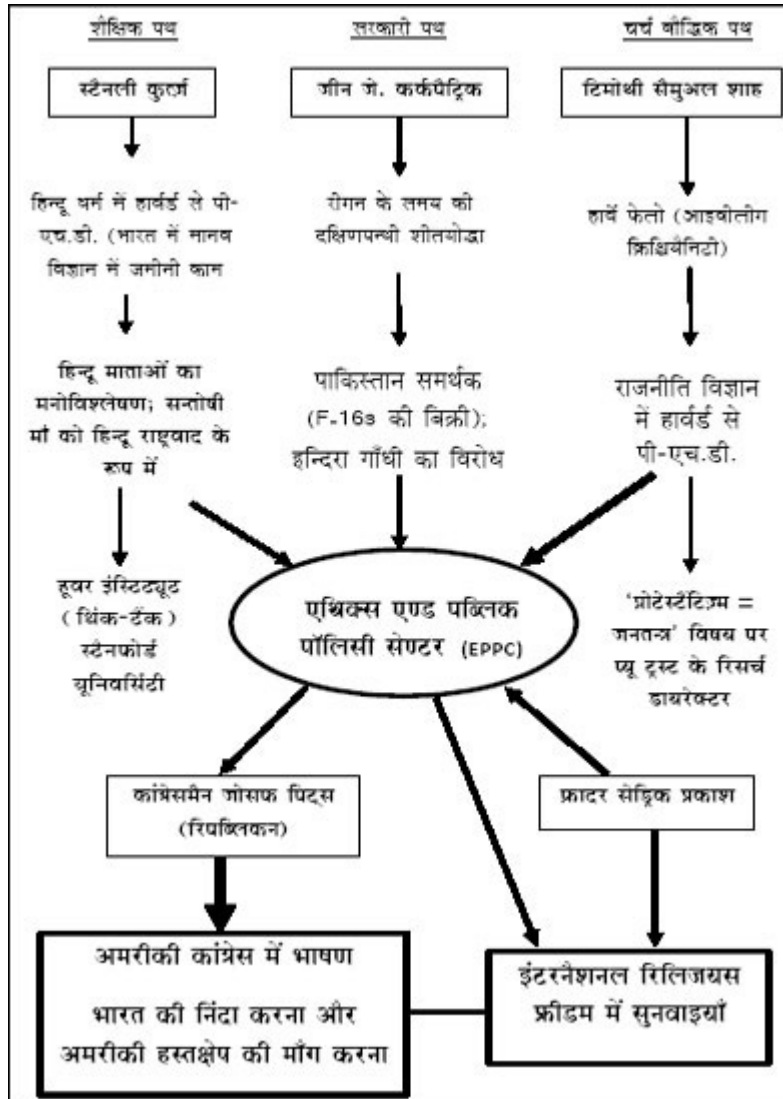 शैक्षिक पथ
सरकारी पथ
चर्च बौद्धिक पथ
स्टैनली कुर्त्ज़
जीन जे. कर्कपैट्रिक
टिमोथी सैमुअल शाह
हिन्दू धर्म में हार्वर्ड से पी-
एच.डी. (भारत में मानव
विज्ञान में जमीनी काम
रीगन के समय की
दक्षिणपन्थी शीतयोद्धा
हार्वे फेलो (आइवीलीग
क्रिश्चियैनिटी)
हिन्दू माताओं का
मनोविश्लेषण; सन्तोषी
माँ को हिन्दू राष्ट्रवाद के
रूप में
पाकिस्तान समर्थक
(F-16s की बिक्री);
इन्दिरा गाँधी का विरोध
राजनीति विज्ञान
में हार्वर्ड से
पी-एच.डी.
हूवर इंस्टिट्यूट
(थिंक-टैंक)
स्टैनफोर्ड
यूनिवर्सिटी
एथिक्स एण्ड पब्लिक
पॉलिसी सेण्टर (EPPC)
'प्रोटेस्टैंटिज़्म =
जनतन्त्र' विषय पर
प्यू ट्रस्ट के रिसर्च
डायरेक्टर
कांग्रेसमैन जोसफ पिट्स
(रिपब्लिकन)
फ़ादर सेड्रिक प्रकाश
अमरीकी कांग्रेस में भाषण
भारत की निंदा करना और
अमरीकी हस्तक्षेप की माँग करना
इंटरनैशनल रिलिजयस
फ्रीडम में सुनवाइयाँ